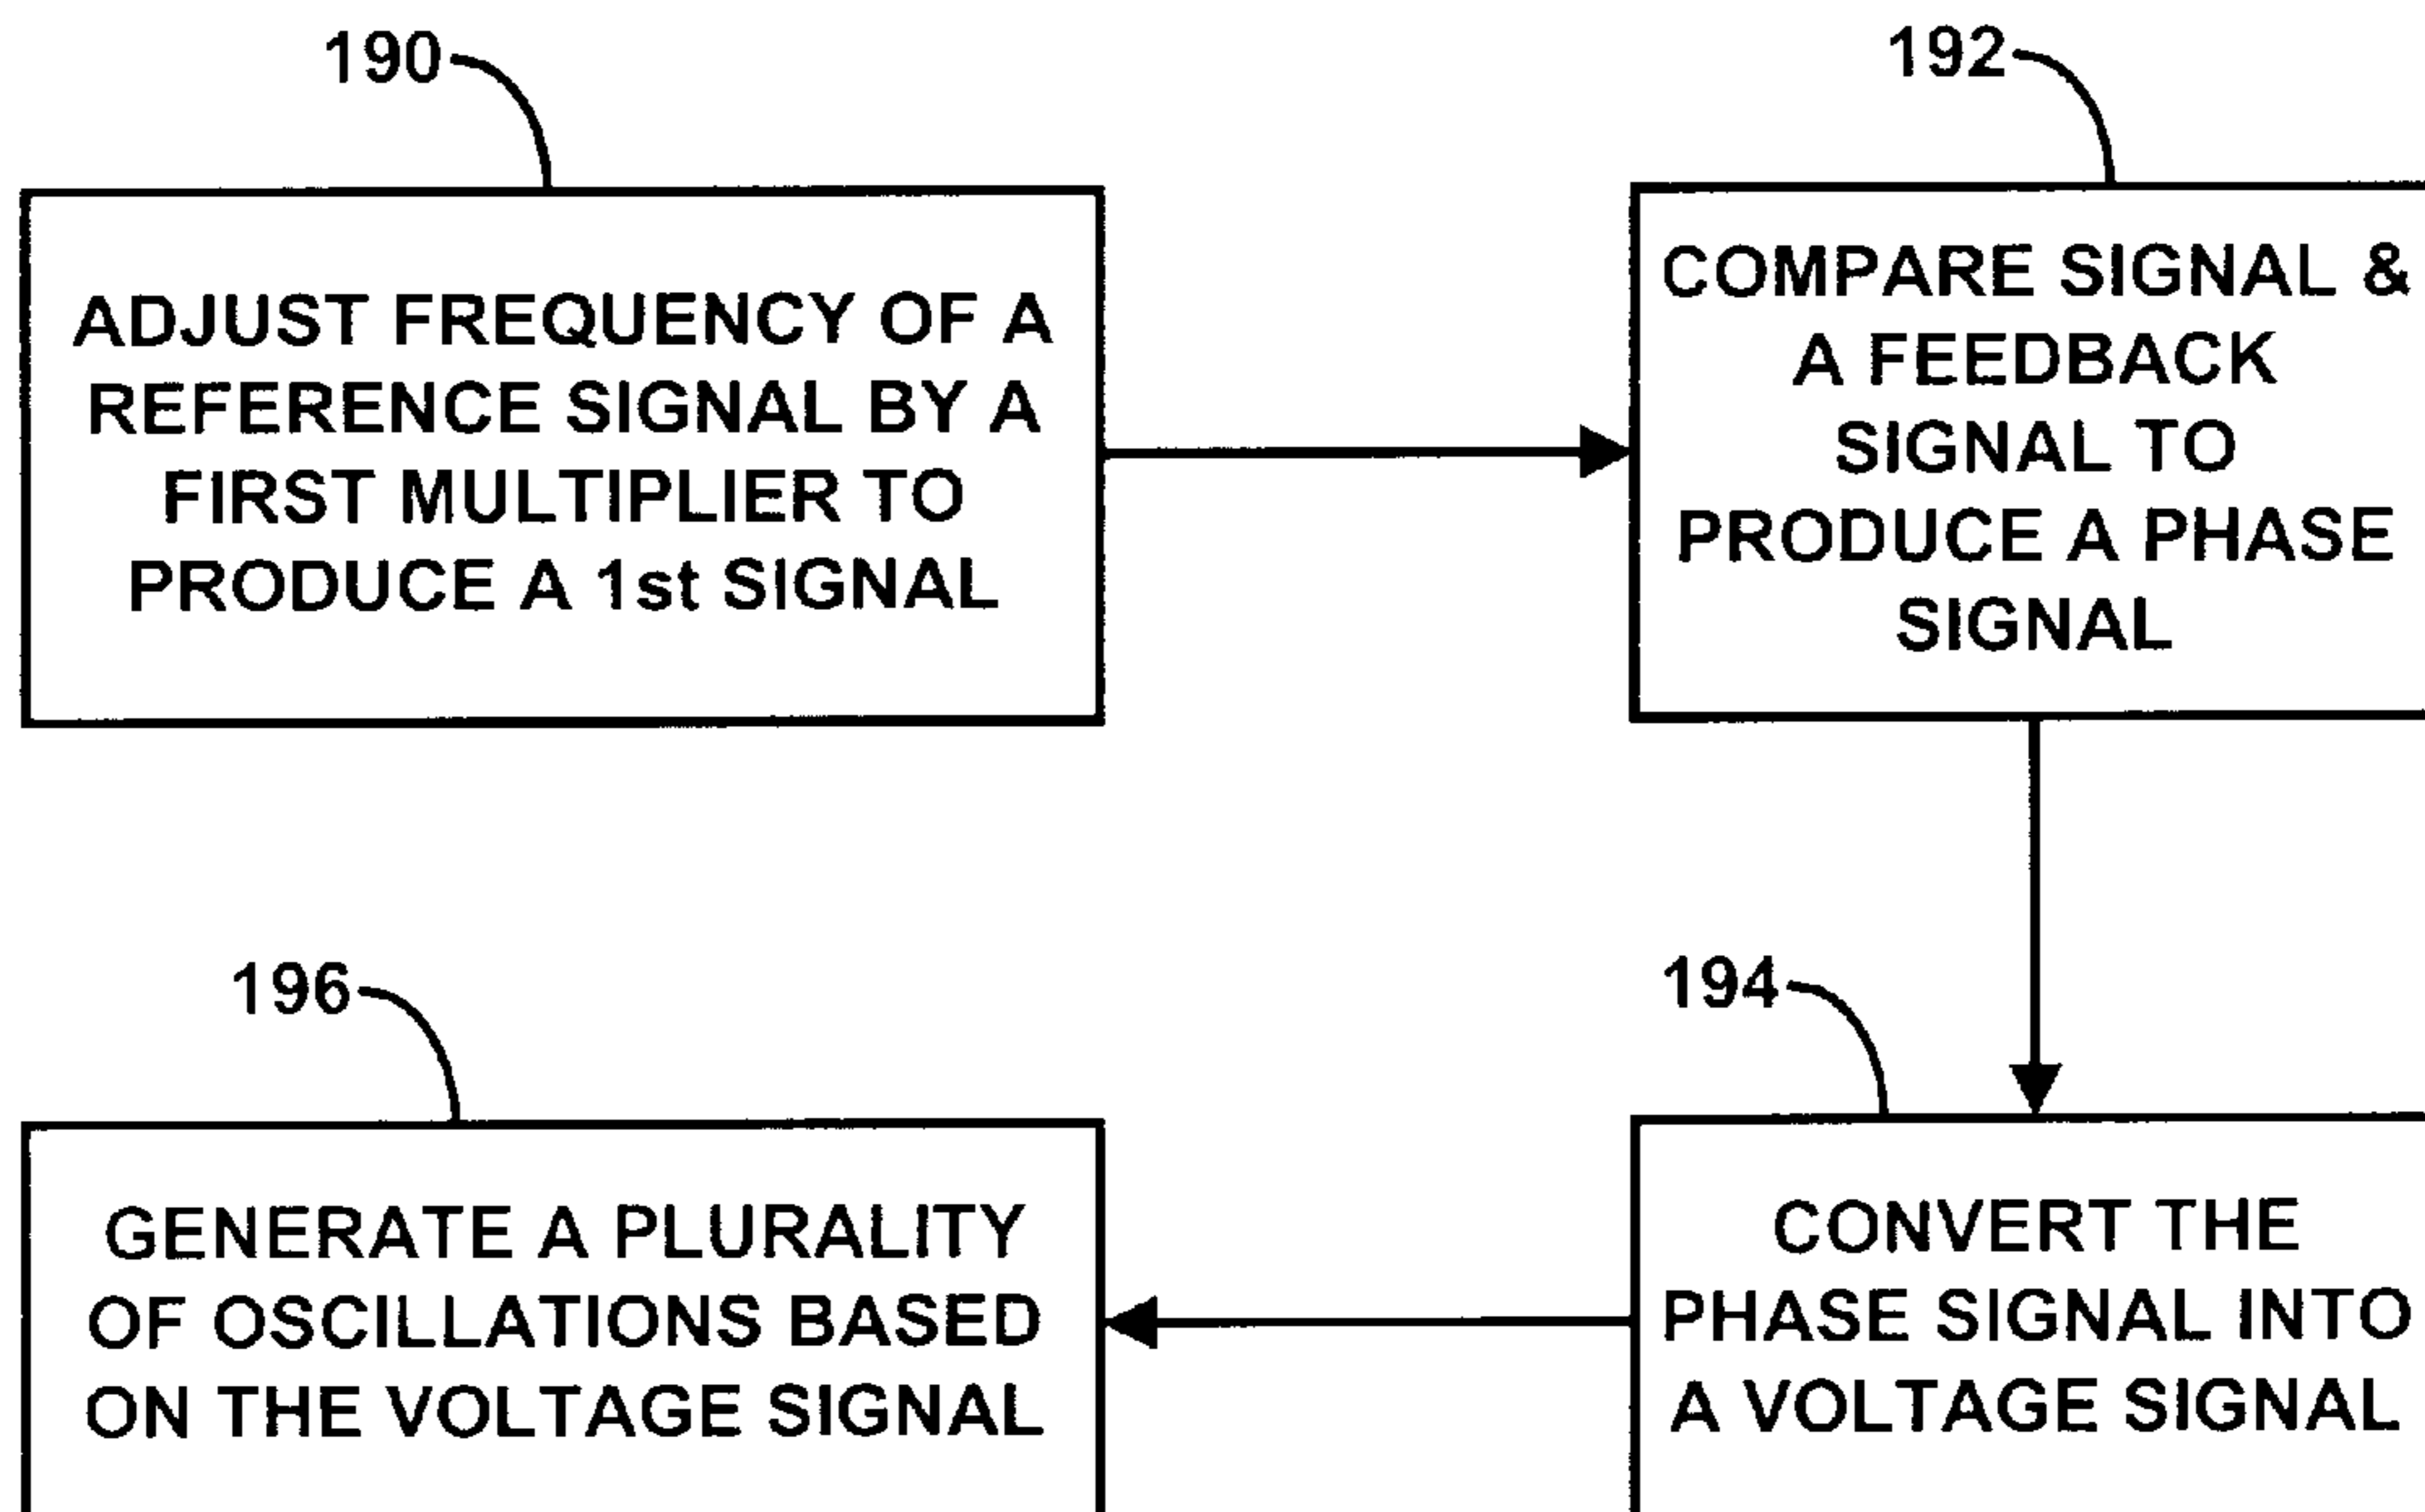 190
ADJUST FREQUENCY OF A
REFERENCE SIGNAL BY A
FIRST MULTIPLIER TO
PRODUCE A 1st SIGNAL
192
COMPARE SIGNAL &
A FEEDBACK
SIGNAL TO
PRODUCE A PHASE
SIGNAL
194
CONVERT THE
PHASE SIGNAL INTO
A VOLTAGE SIGNAL
196
GENERATE A PLURALITY
OF OSCILLATIONS BASED
ON THE VOLTAGE SIGNAL